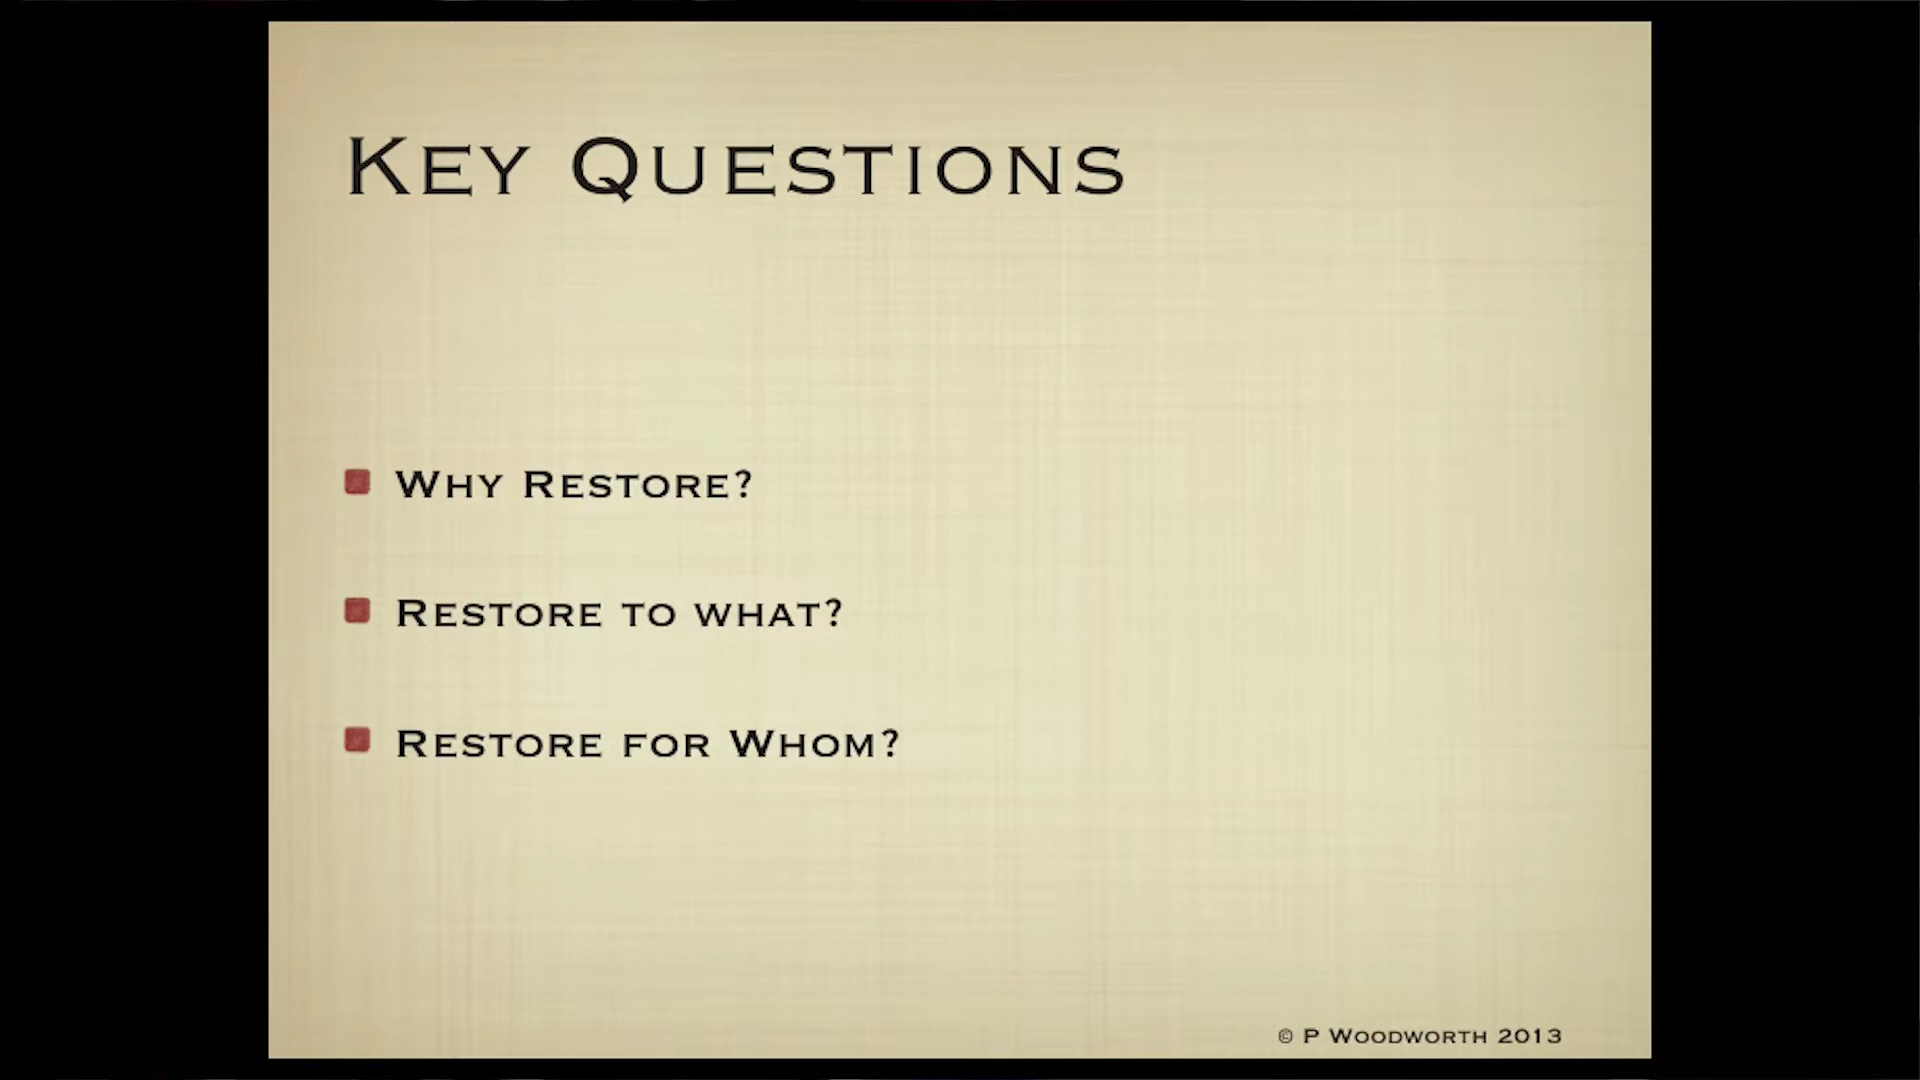 Key Questions
Why Restore?
Restore to what?
Restore for Whom?
© P Woodworth 2013